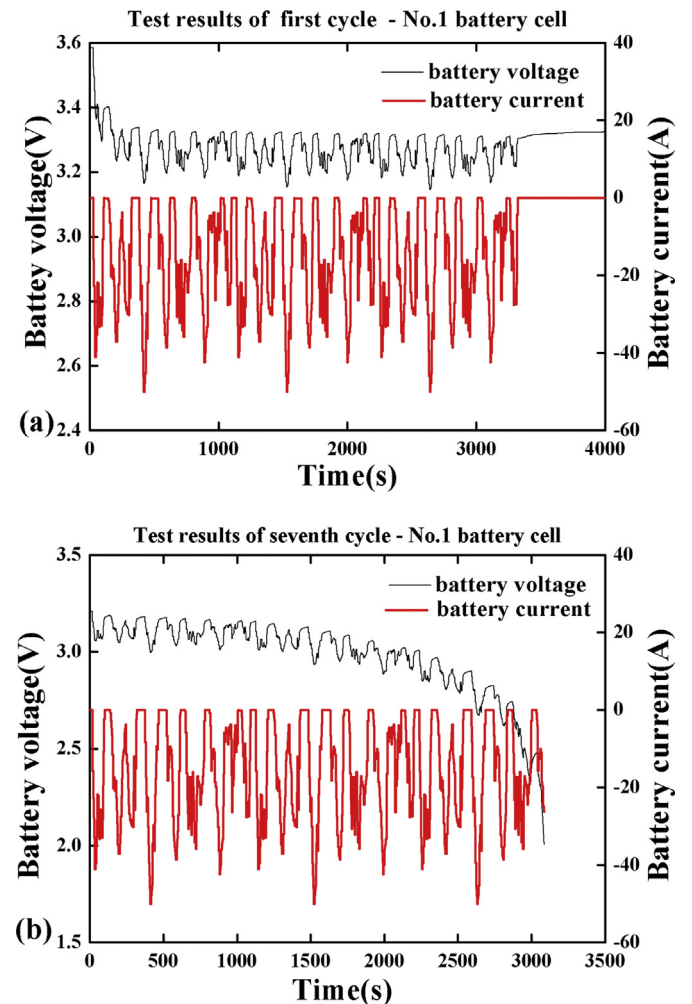 Test results of first cycle - No.1 battery cell
3.6
3.4
3.2
3.0
2.8
2.6
2.4
Battey voltage(V)
battery voltage
battery current
40
20
0
-20
-40
-60
Battery current(A)
(a)
0 1000 2000 3000 4000
Time(s)
Test results of seventh cycle - No.1 battery cell
3.5
3.0
2.5
2.0
1.5
Battery voltage(V)
battery voltage
battery current
40
20
0
-20
-40
-60
Battery current(A)
(b)
0 500 1000 1500 2000 2500 3000 3500
Time(s)